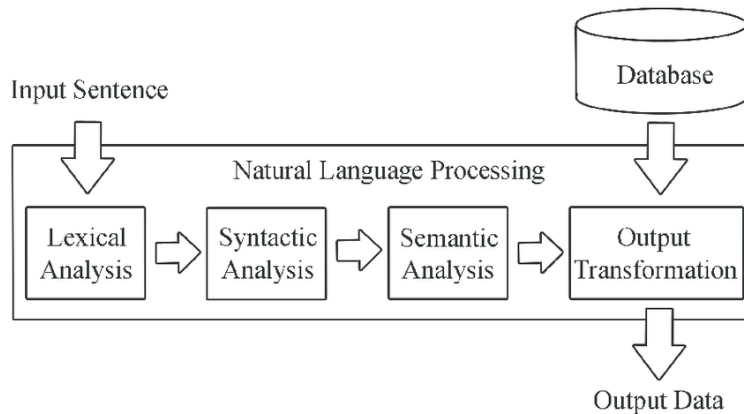 Database
Input Sentence
Natural Language Processing
Lexical
Analysis
Syntactic
Analysis
Semantic
Analysis
Output
Transformation
Output Data